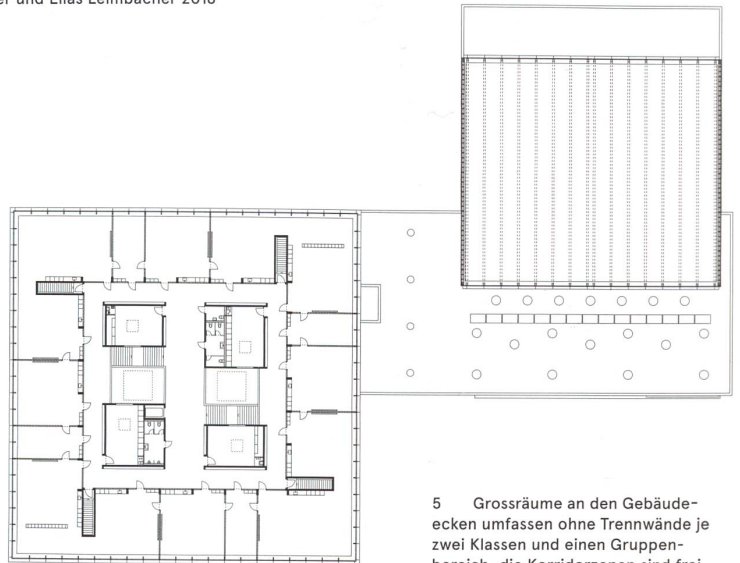 und Elias Leimbacher 2018
5 Grossräume an den Gebäude-
ecken umfassen ohne Trennwände je
zwei Klassen und einen Gruppen-
bereich, die Korridorzonen sind frei